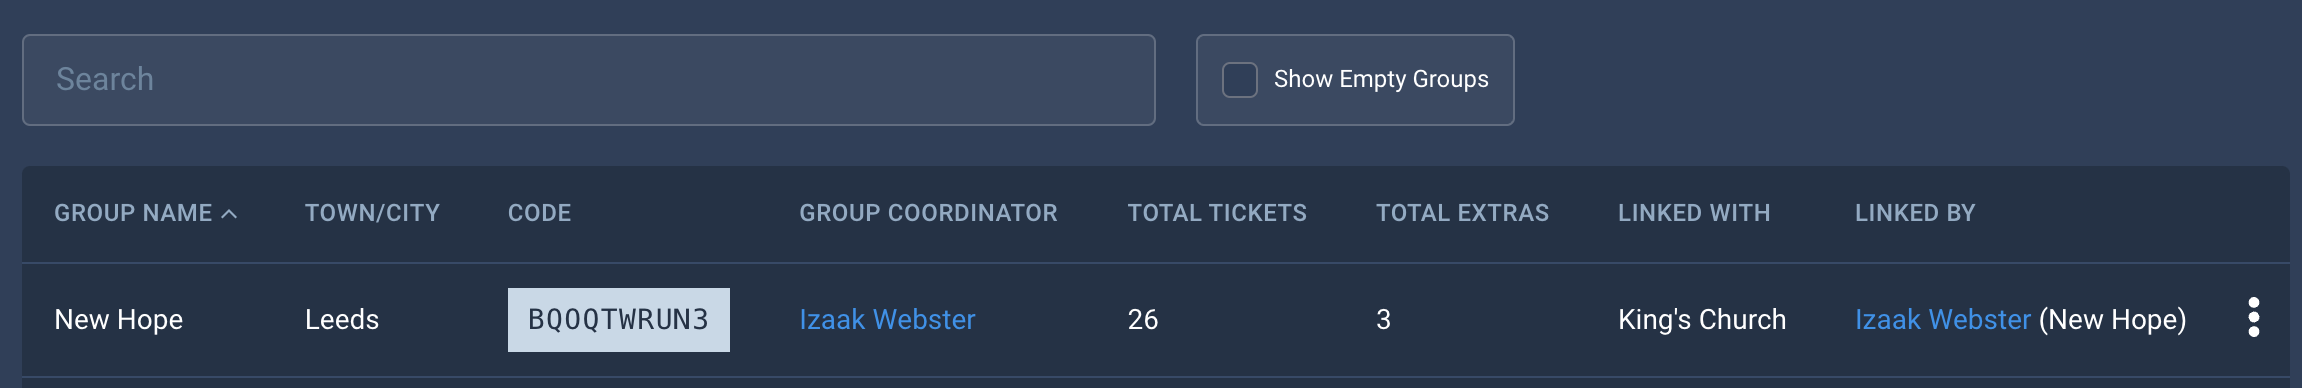 Search
Show Empty Groups
GROUP NAME TOWN/CITY CODE GROUP COORDINATOR TOTAL TICKETS TOTAL EXTRAS LINKED WITH LINKED BY
New Hope Leeds BQOQTWRUN3 Izaak Webster 26 3 King's Church Izaak Webster (New Hope)